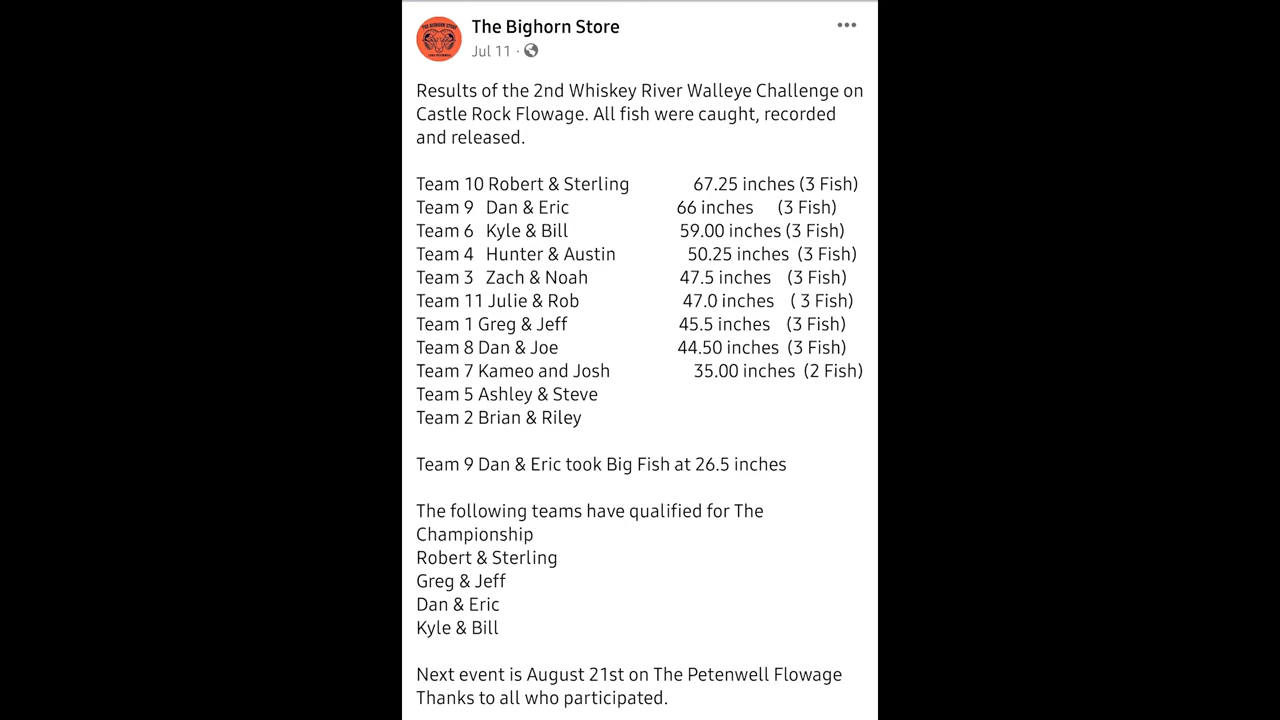 The Bighorn Store
Jul 11 ·
Results of the 2nd Whiskey River Walleye Challenge on
Castle Rock Flowage. All fish were caught, recorded
and released.
Team 10 Robert & Sterling 67.25 inches (3 Fish)
Team 9 Dan & Eric 66 inches (3 Fish)
Team 6 Kyle & Bill 59.00 inches (3 Fish)
Team 4 Hunter & Austin 50.25 inches (3 Fish)
Team 3 Zach & Noah 47.5 inches (3 Fish)
Team 11 Julie & Rob 47.0 inches ( 3 Fish)
Team 1 Greg & Jeff 45.5 inches (3 Fish)
Team 8 Dan & Joe 44.50 inches (3 Fish)
Team 7 Kameo and Josh 35.00 inches (2 Fish)
Team 5 Ashley & Steve
Team 2 Brian & Riley
Team 9 Dan & Eric took Big Fish at 26.5 inches
The following teams have qualified for The
Championship
Robert & Sterling
Greg & Jeff
Dan & Eric
Kyle & Bill
Next event is August 21st on The Petenwell Flowage
Thanks to all who participated.